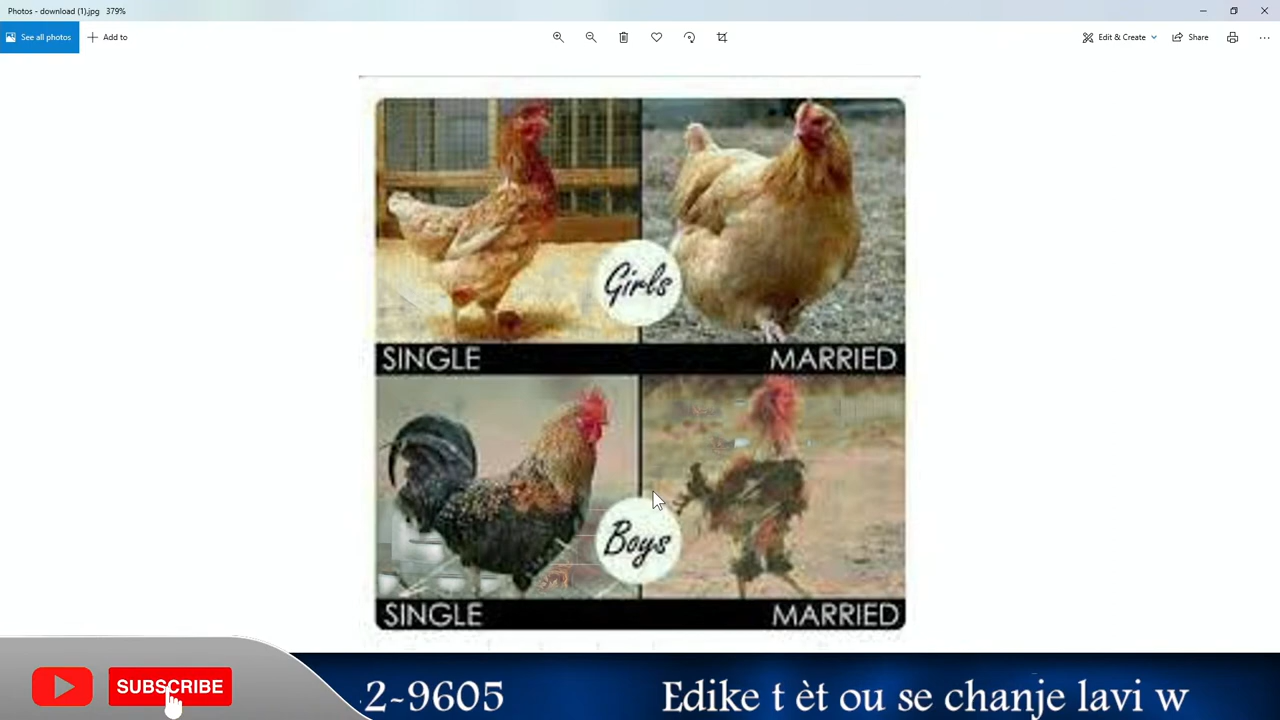 Photos - download (1).jpg 379%
See all photos
Add to
Edit & Create
Share
Girls
SINGLE MARRIED
Boys
SINGLE MARRIED
SUBSCRIBE
2-9605 Edike t èt ou se chanje lavi w